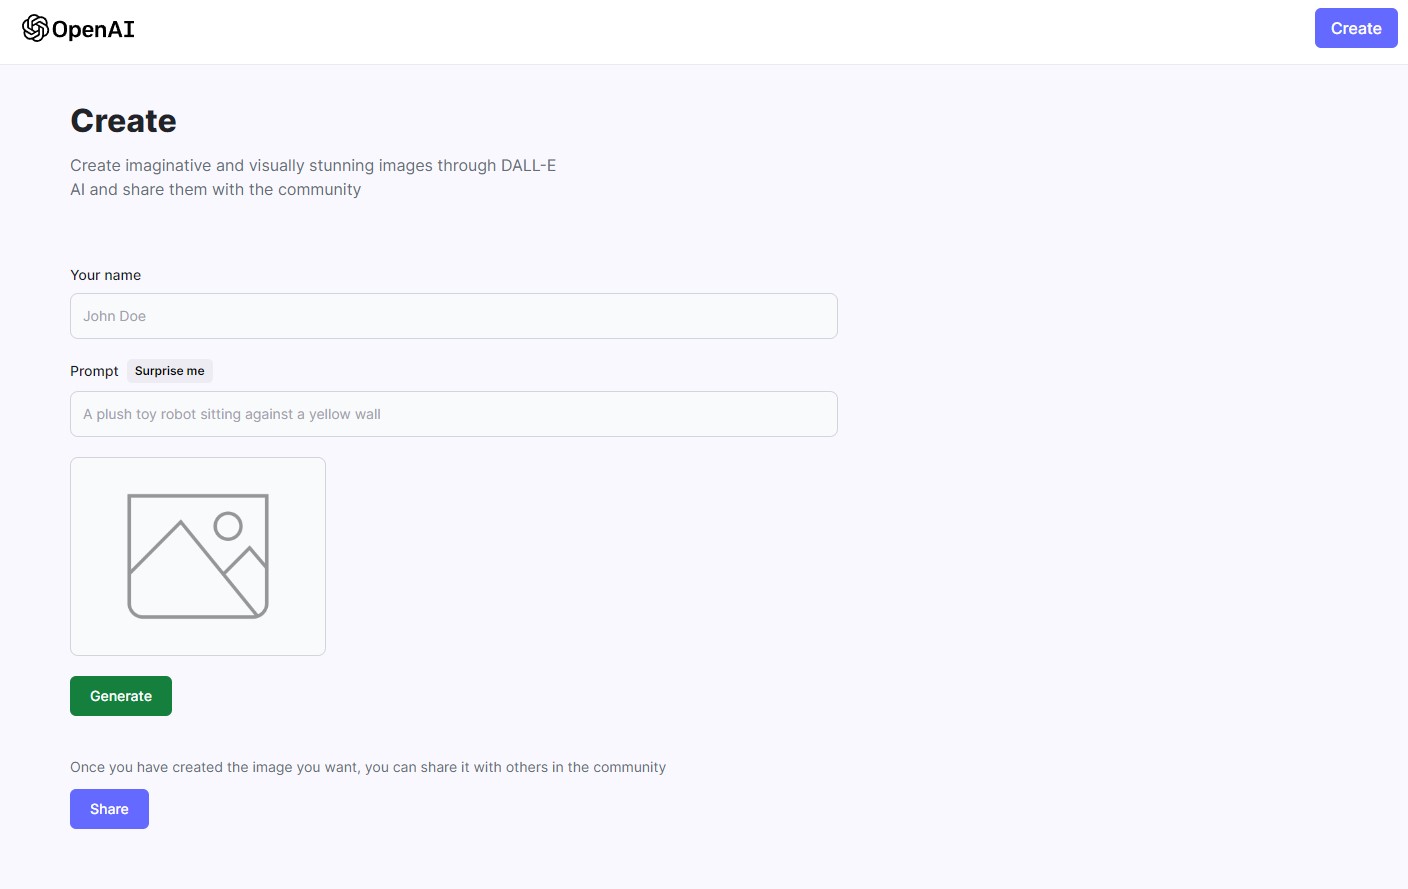 OpenAI
Create
Create
Create imaginative and visually stunning images through DALL-E
AI and share them with the community
Your name
John Doe
Prompt Surprise me
A plush toy robot sitting against a yellow wall
Generate
Once you have created the image you want, you can share it with others in the community
Share